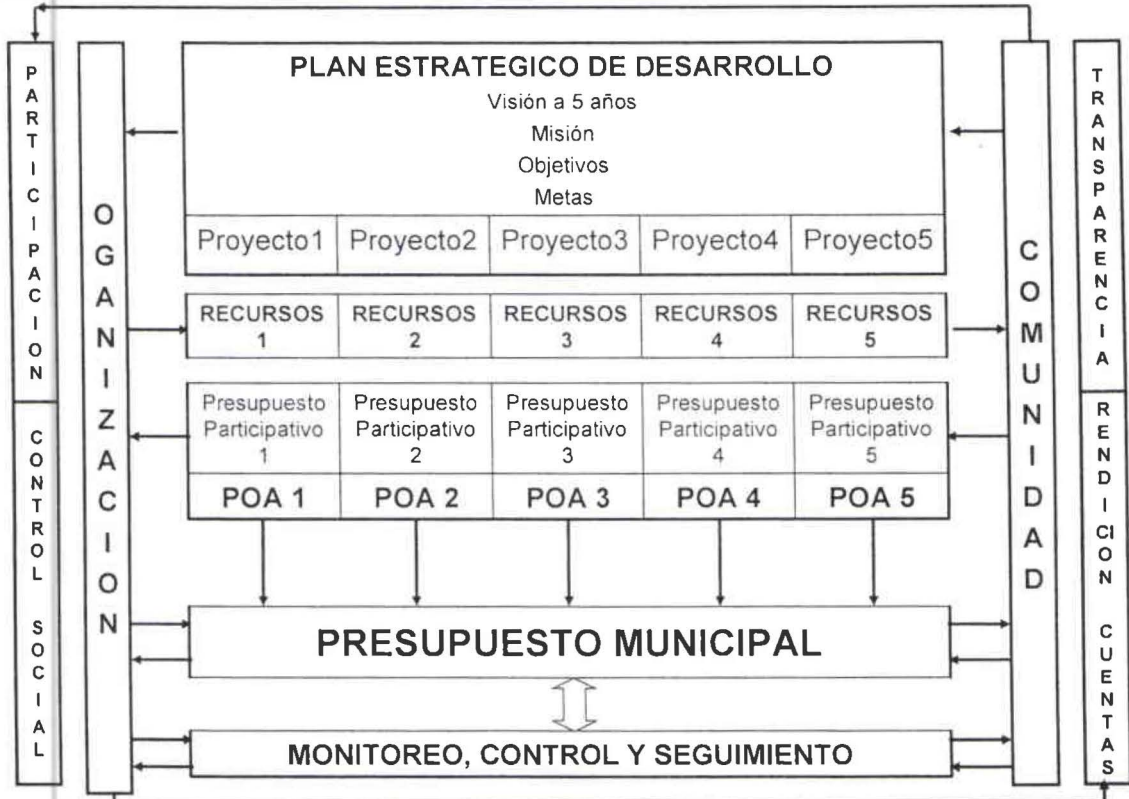 PARTICIPACION
CONTROL SOCIAL
OGANIZACION
PLAN ESTRATEGICO DE DESARROLLO
Visión a 5 años
Misión
Objetivos
Metas
Proyecto1 Proyecto2 Proyecto3 Proyecto4 Proyecto5
RECURSOS RECURSOS RECURSOS RECURSOS RECURSOS
1 2 3 4 5
Presupuesto Presupuesto Presupuesto Presupuesto Presupuesto
Participativo Participativo Participativo Participativo Participativo
1 2 3 4 5
POA 1 POA 2 POA 3 POA 4 POA 5
PRESUPUESTO MUNICIPAL
MONITOREO, CONTROL Y SEGUIMIENTO
COMUNIDAD
TRANSPARENCIA
RENDICION CUENTAS